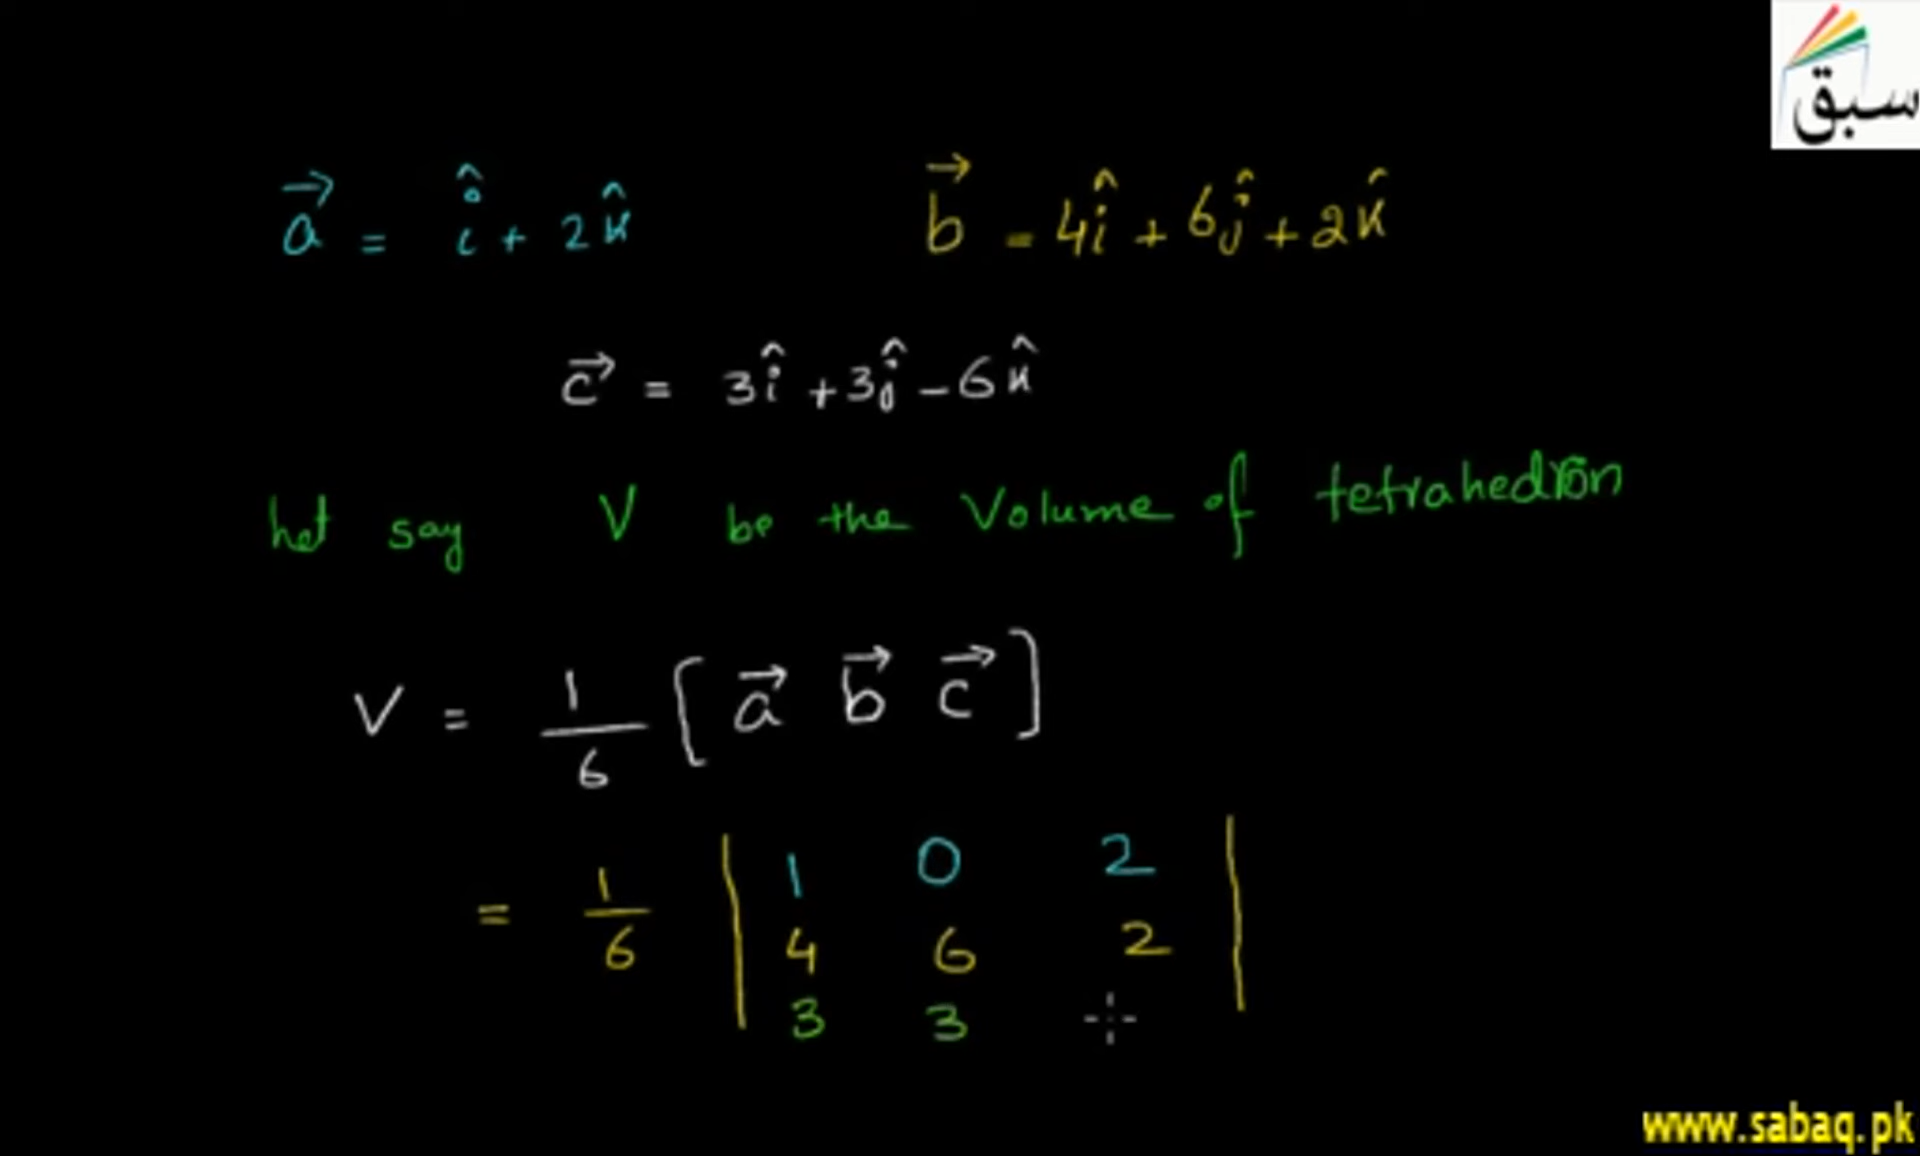 سبق
a⃗ = î + 2k̂
b⃗ = 4î + 6ĵ + 2k̂
c⃗ = 3î + 3ĵ - 6k̂
het say V be the Volume of tetrahedron
V = 1/6 [a⃗ b⃗ c⃗]
= 1/6 | 1 0 2 |
4 6 2
3 3
www.sabaq.pk